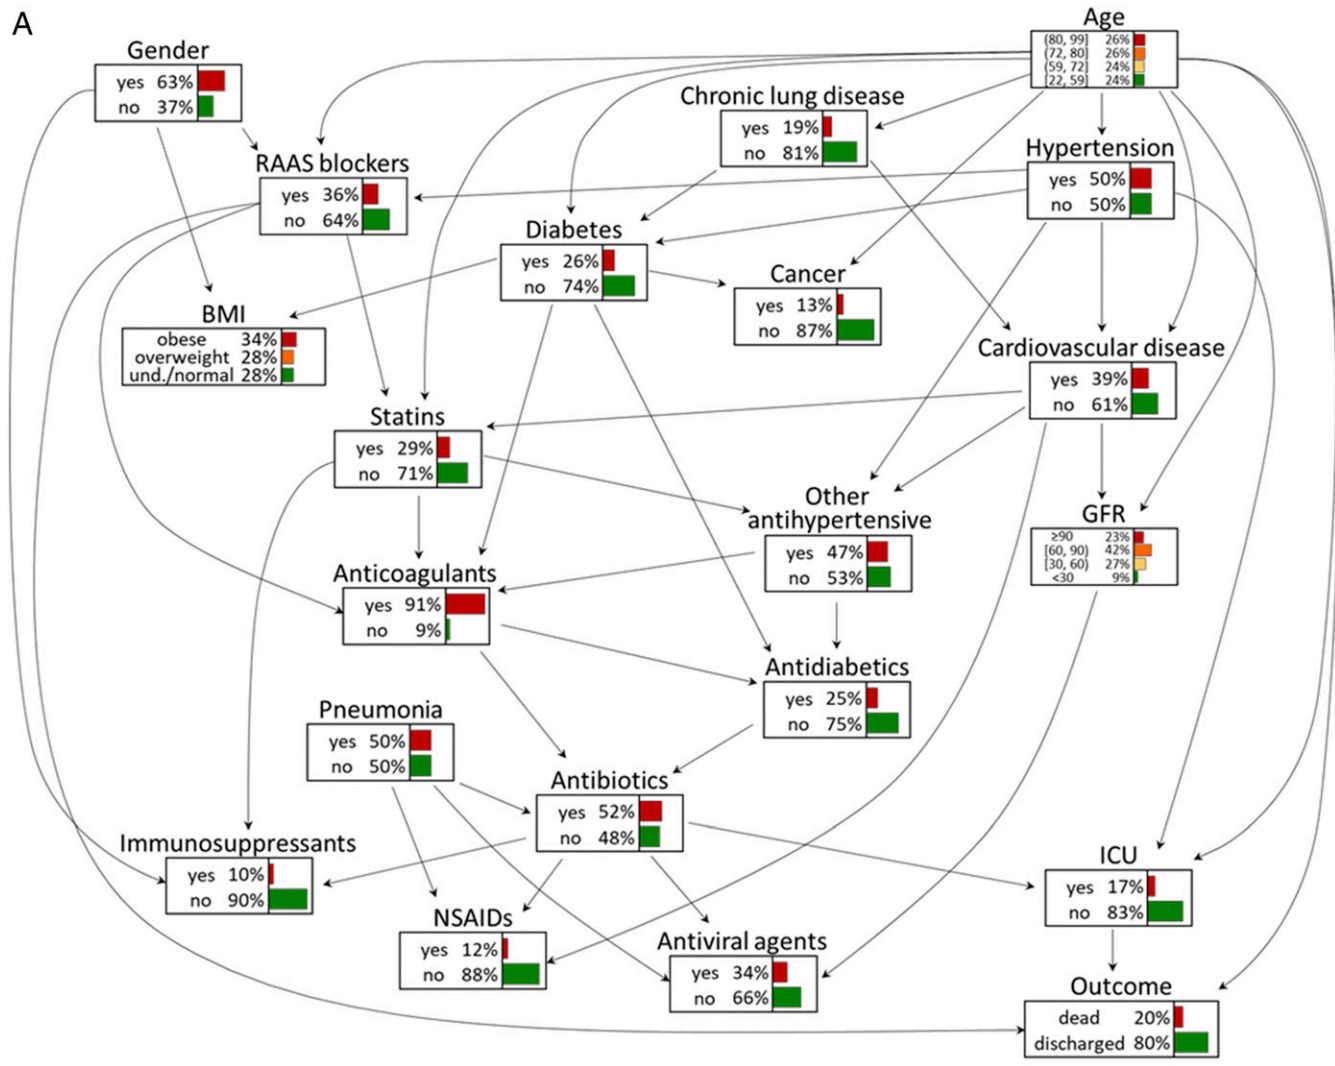 A
Gender
yes 63%
no 37%
Age
(80, 99] 26%
(72, 80] 26%
(59, 72] 24%
[22, 59] 24%
Chronic lung disease
yes 19%
no 81%
RAAS blockers
yes 36%
no 64%
Hypertension
yes 50%
no 50%
Diabetes
yes 26%
no 74%
Cancer
yes 13%
no 87%
BMI
obese 34%
overweight 28%
und./normal 28%
Cardiovascular disease
yes 39%
no 61%
Statins
yes 29%
no 71%
Other
antihypertensive
yes 47%
no 53%
GFR
≥90 23%
[60, 90) 42%
[30, 60) 27%
<30 9%
Anticoagulants
yes 91%
no 9%
Antidiabetics
yes 25%
no 75%
Pneumonia
yes 50%
no 50%
Antibiotics
yes 52%
no 48%
Immunosuppressants
yes 10%
no 90%
ICU
yes 17%
no 83%
NSAIDs
yes 12%
no 88%
Antiviral agents
yes 34%
no 66%
Outcome
dead 20%
discharged 80%